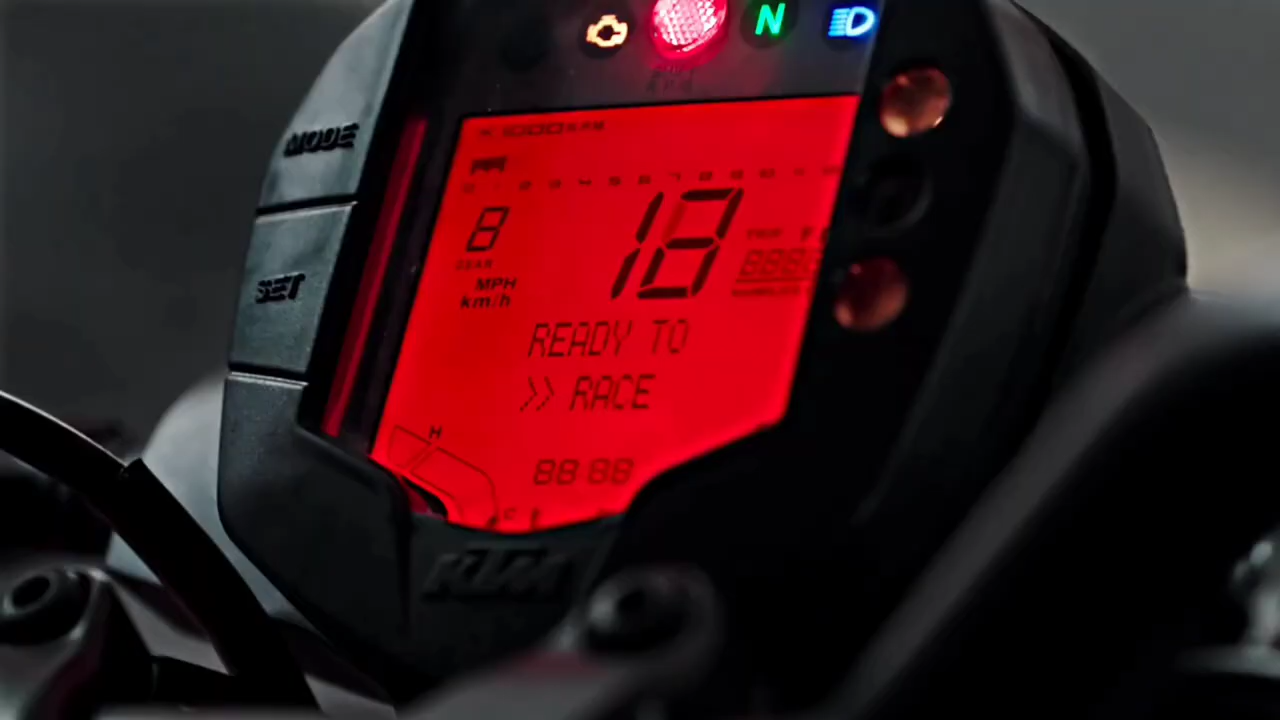 N
MODE
SET
8
18
MPH
km/h
READY TO
>> RACE
H
88 88
C
KTM